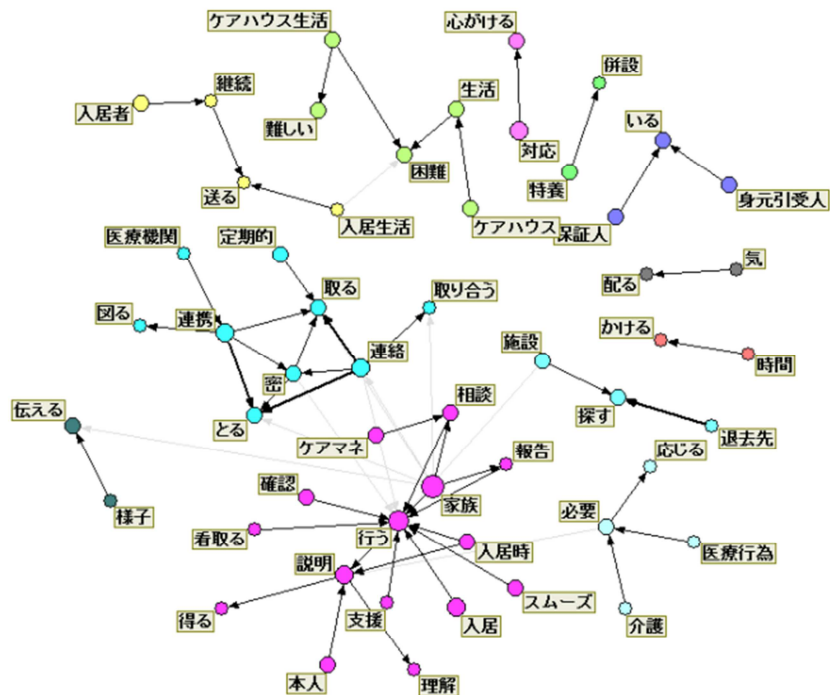 ケアハウス生活
心がける
併設
継続
生活
入居者
難しい
いる
対応
困難
送る
特養
身元引受人
入居生活
ケアハウス
保証人
医療機関
定期的
気
取る
取り合う
配る
図る
連携
かける
連絡
施設
時間
密
相談
伝える
とる
探す
ケアマネ
退去先
報告
応じる
確認
家族
様子
必要
看取る
行う
入居時
医療行為
説明
スムーズ
得る
支援
入居
介護
本人
理解